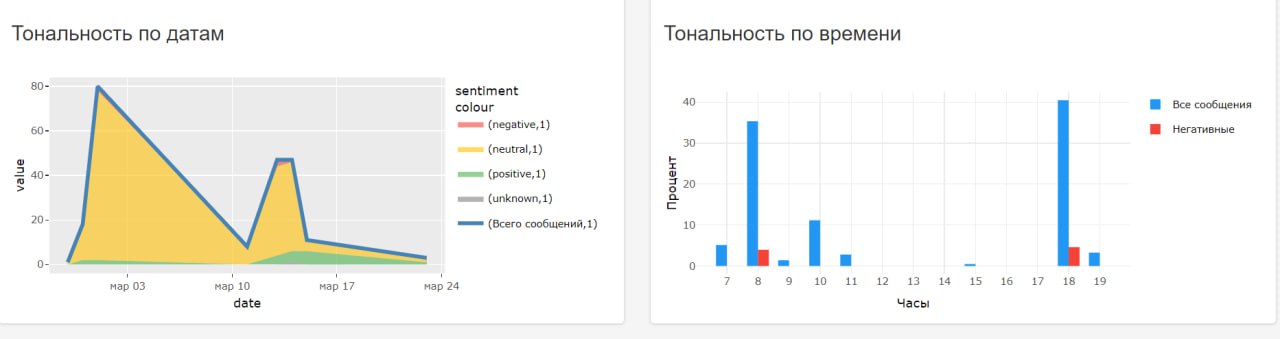 Тональность по датам
80
60
40
20
0
value
мар 03
мар 10
мар 17
мар 24
date
sentiment
colour
(negative,1)
(neutral,1)
(positive,1)
(unknown,1)
(Всего сообщений,1)
Тональность по времени
40
30
20
10
0
Процент
7
8
9
10
11
12
13
14
15
16
17
18
19
Часы
Все сообщения
Негативные